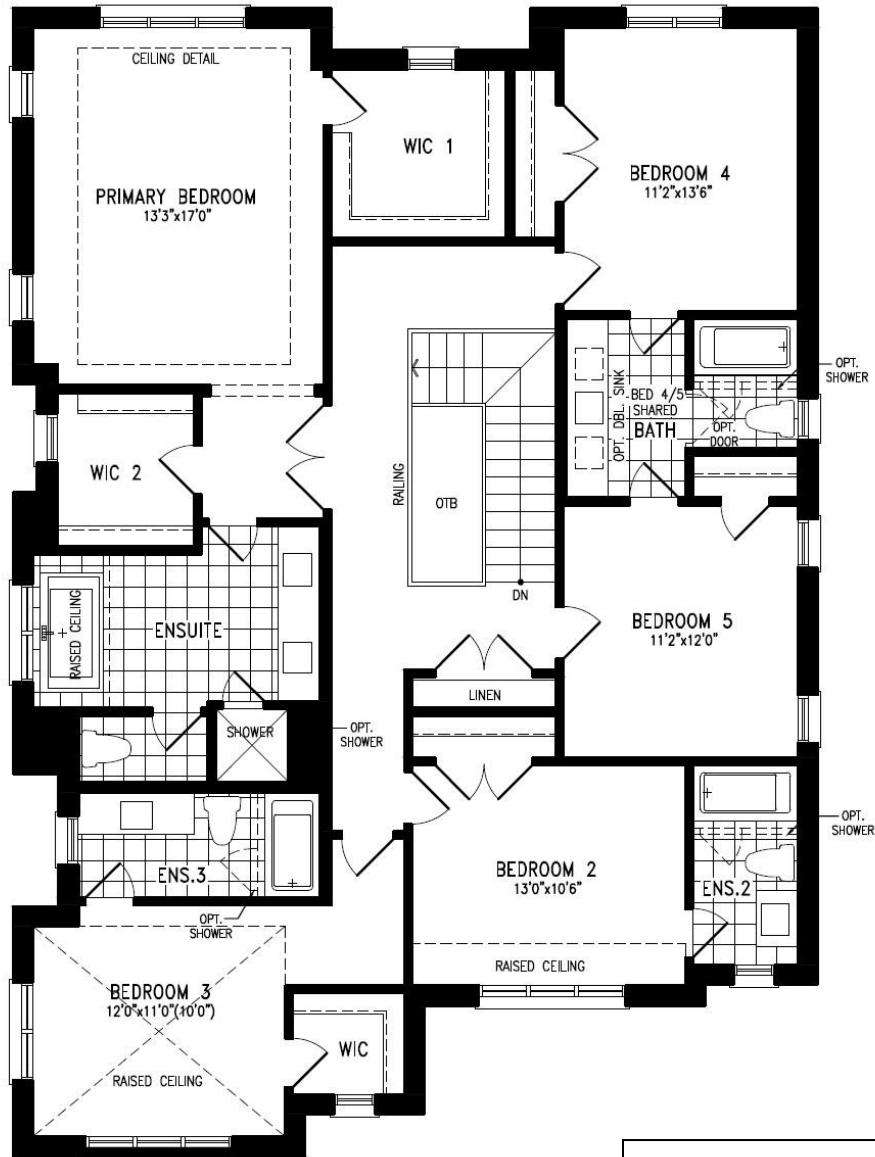 CEILING DETAIL
PRIMARY BEDROOM
13'3"x17'0"
WIC 1
BEDROOM 4
11'2"x13'6"
OPT.
SHOWER
OPT. DBL. SINK
BED 4/5
SHARED
BATH
OPT.
DOOR
WIC 2
RAILING
OTB
DN
RAISED CEILING
ENSUITE
BEDROOM 5
11'2"x12'0"
LINEN
SHOWER
OPT.
SHOWER
OPT.
SHOWER
ENS.3
OPT.
SHOWER
BEDROOM 2
13'0"x10'6"
RAISED CEILING
ENS.2
BEDROOM 3
12'0"x11'0"(10'0")
RAISED CEILING
WIC